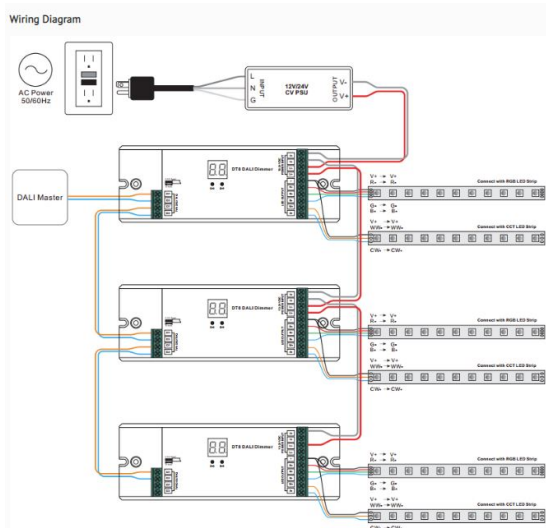 Wiring Diagram
AC Power
50/60Hz
L
N
G
INPUT
12V/24V
CV PSU
OUTPUT
V-
V+
DALI Master
DT8 DALI Dimmer
V+ → V+
R- → R-
Connect with RGB LED Strip
G- → G-
B- → B-
V+ → V+
WW- → WW-
Connect with CCT LED Strip
CW- → CW-
DT8 DALI Dimmer
V+ → V+
R- → R-
Connect with RGB LED Strip
G- → G-
B- → B-
V+ → V+
WW- → WW-
Connect with CCT LED Strip
CW- → CW-
DT8 DALI Dimmer
V+ → V+
R- → R-
Connect with RGB LED Strip
G- → G-
B- → B-
V+ → V+
WW- → WW-
Connect with CCT LED Strip
CW- → CW-